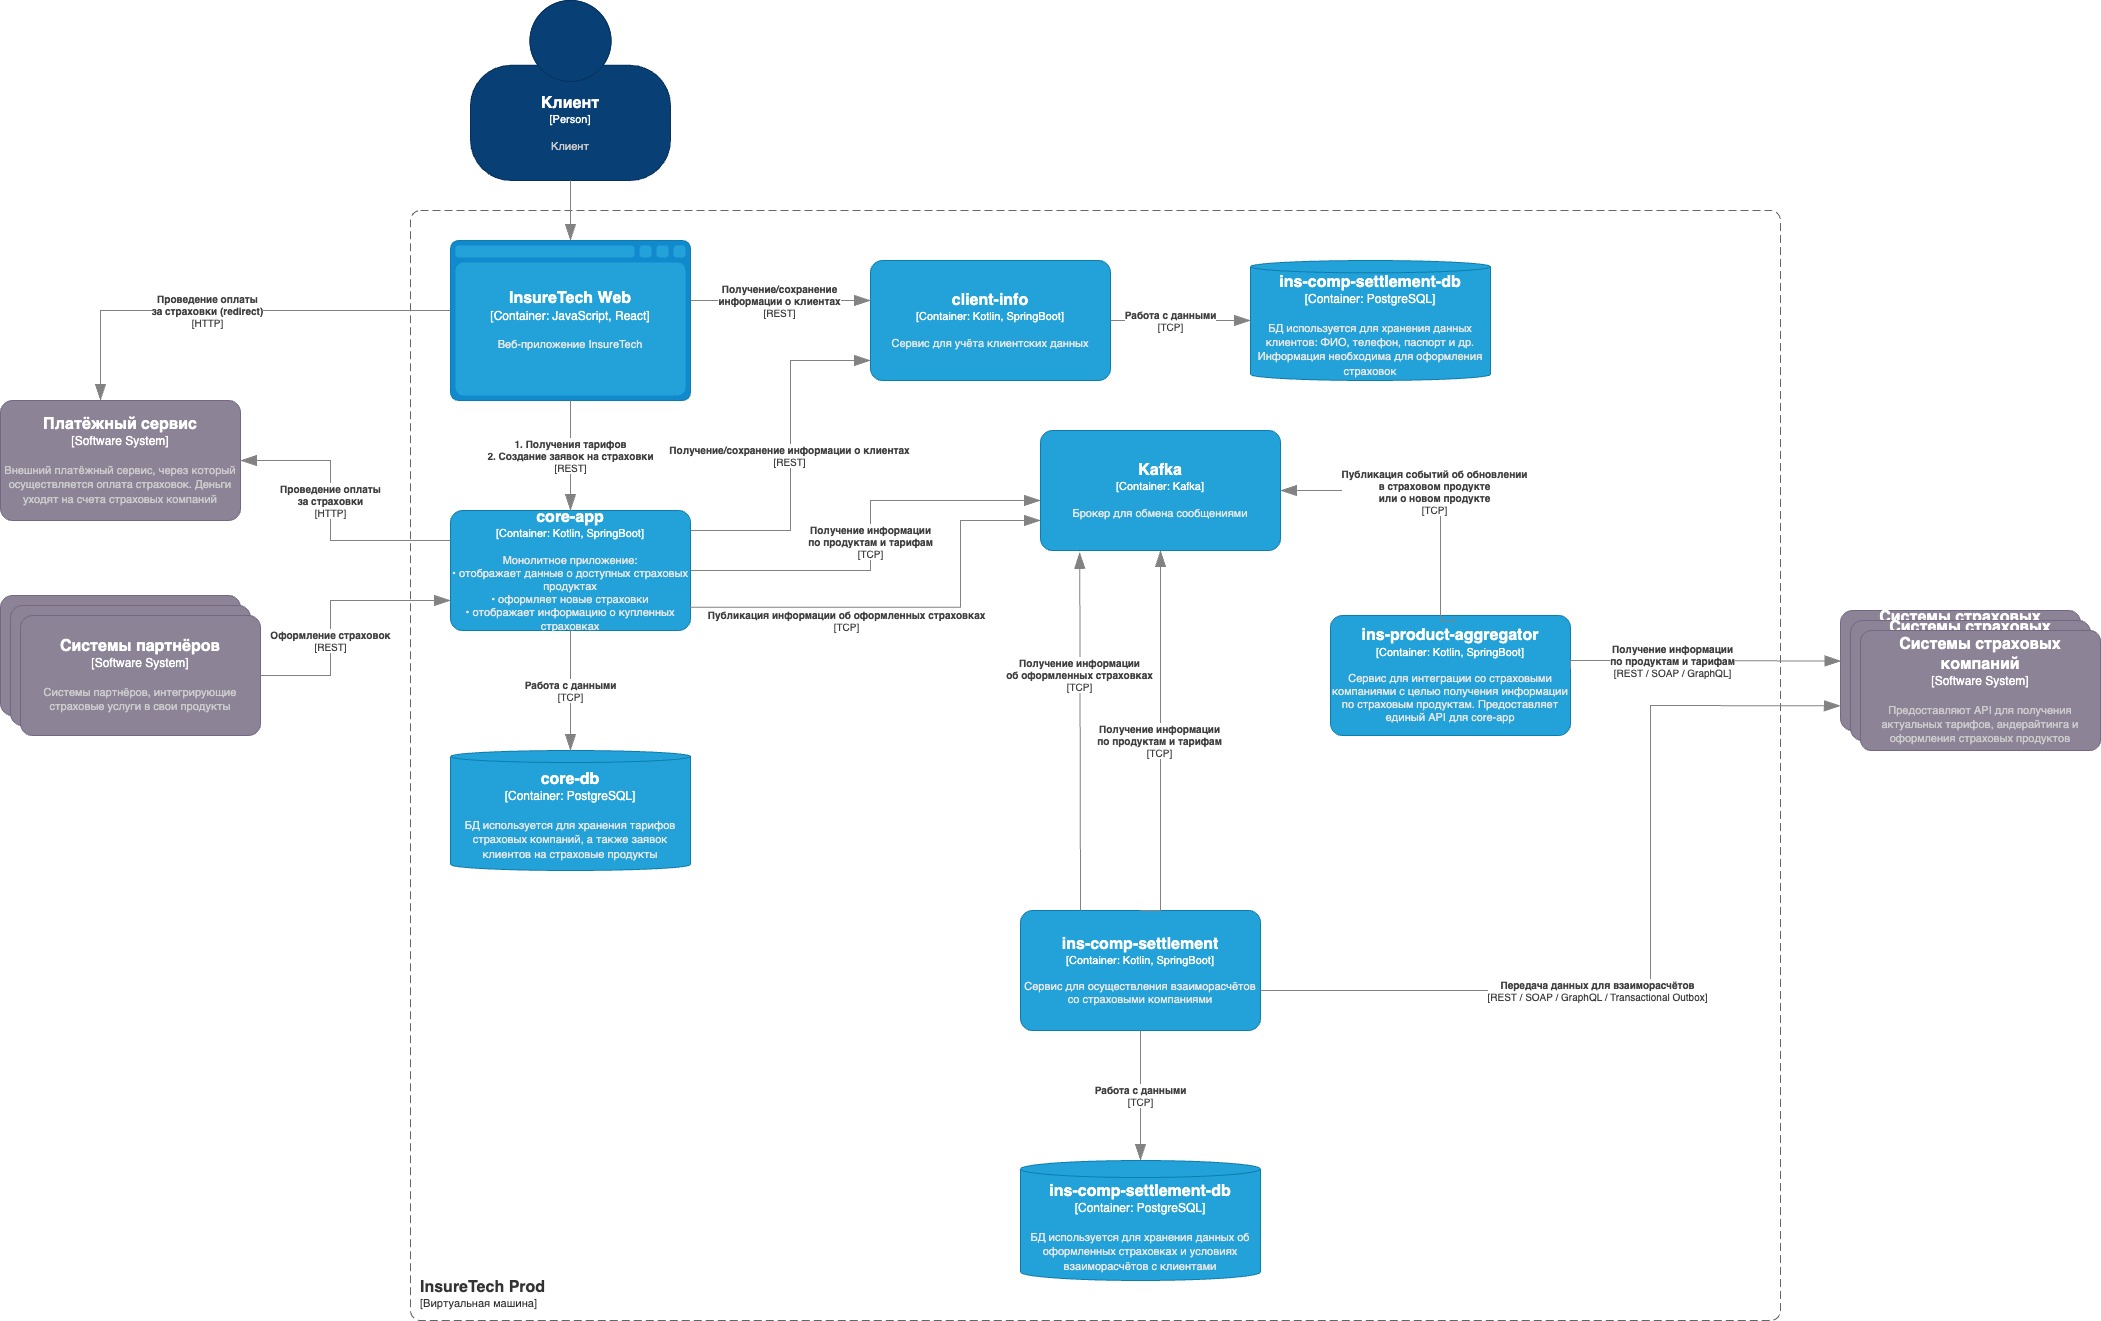 Клиент
[Person]
Клиент
InsureTech Web
[Container: JavaScript, React]
Веб-приложение InsureTech
Получение/сохранение
информации о клиентах
[REST]
client-info
[Container: Kotlin, SpringBoot]
Сервис для учёта клиентских данных
Работа с данными
[TCP]
ins-comp-settlement-db
[Container: PostgreSQL]
БД используется для хранения данных
клиентов: ФИО, телефон, паспорт и др.
Информация необходима для оформления
страховок
Проведение оплаты
за страховки (redirect)
[HTTP]
Платёжный сервис
[Software System]
Внешний платёжный сервис, через который
осуществляется оплата страховок. Деньги
уходят на счета страховых компаний
1. Получения тарифов
2. Создание заявок на страховки
[REST]
Получение/сохранение информации о клиентах
[REST]
Проведение оплаты
за страховки
[HTTP]
core-app
[Container: Kotlin, SpringBoot]
Монолитное приложение:
• отображает данные о доступных страховых
продуктах
• оформляет новые страховки
• отображает информацию о купленных
страховках
Получение информации
по продуктам и тарифам
[TCP]
Публикация информации об оформленных страховках
[TCP]
Kafka
[Container: Kafka]
Брокер для обмена сообщениями
Публикация событий об обновлении
в страховом продукте
или о новом продукте
[TCP]
Системы партнёров
[Software System]
Системы партнёров, интегрирующие
страховые услуги в свои продукты
Оформление страховок
[REST]
Работа с данными
[TCP]
core-db
[Container: PostgreSQL]
БД используется для хранения тарифов
страховых компаний, а также заявок
клиентов на страховые продукты
Получение информации
об оформленных страховках
[TCP]
Получение информации
по продуктам и тарифам
[TCP]
ins-product-aggregator
[Container: Kotlin, SpringBoot]
Сервис для интеграции со страховыми
компаниями с целью получения информации
по страховым продуктам. Предоставляет
единый API для core-app
Получение информации
по продуктам и тарифам
[REST / SOAP / GraphQL]
Системы страховых
Системы страховых
Системы страховых
компаний
[Software System]
Предоставляют API для получения
актуальных тарифов, андерайтинга и
оформления страховых продуктов
ins-comp-settlement
[Container: Kotlin, SpringBoot]
Сервис для осуществления взаиморасчётов
со страховыми компаниями
Передача данных для взаиморасчётов
[REST / SOAP / GraphQL / Transactional Outbox]
Работа с данными
[TCP]
ins-comp-settlement-db
[Container: PostgreSQL]
БД используется для хранения данных об
оформленных страховках и условиях
взаиморасчётов с клиентами
InsureTech Prod
[Виртуальная машина]